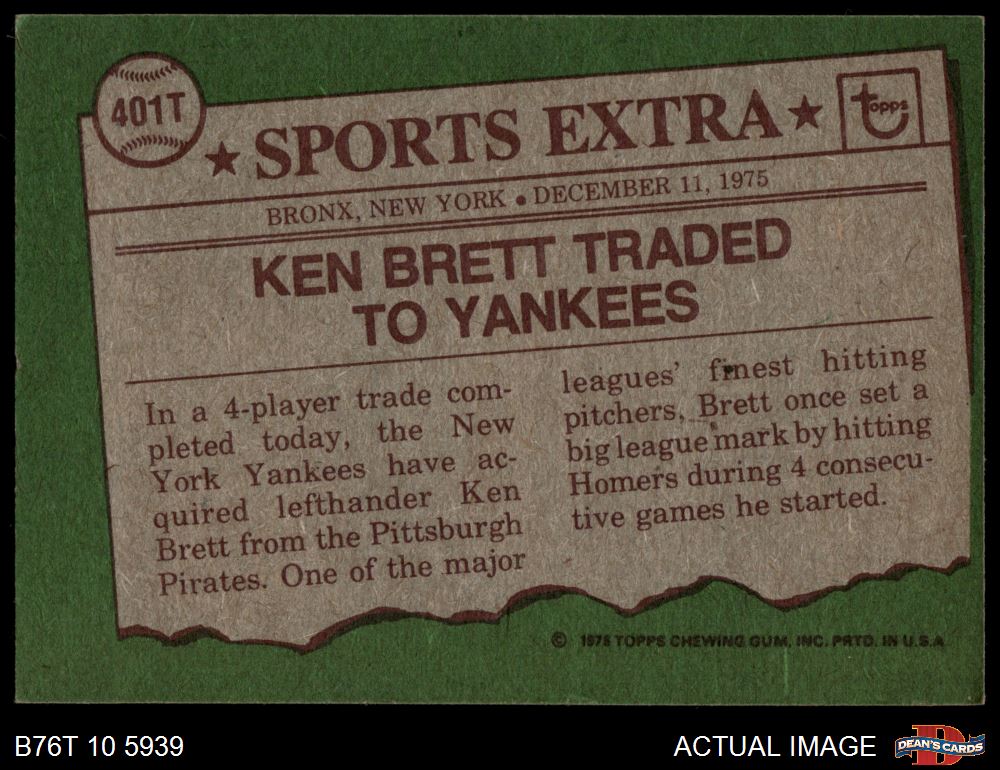 401T
★ SPORTS EXTRA ★
topps
BRONX, NEW YORK • DECEMBER 11, 1975
KEN BRETT TRADED
TO YANKEES
In a 4-player trade com-
pleted today, the New
York Yankees have ac-
quired lefthander Ken
Brett from the Pittsburgh
Pirates. One of the major
leagues' finest hitting
pitchers, Brett once set a
big league mark by hitting
Homers during 4 consecu-
tive games he started.
© 1976 TOPPS CHEWING GUM, INC. PRTD. IN U.S.A
B76T 10 5939
ACTUAL IMAGE
D
DEAN'S CARDS